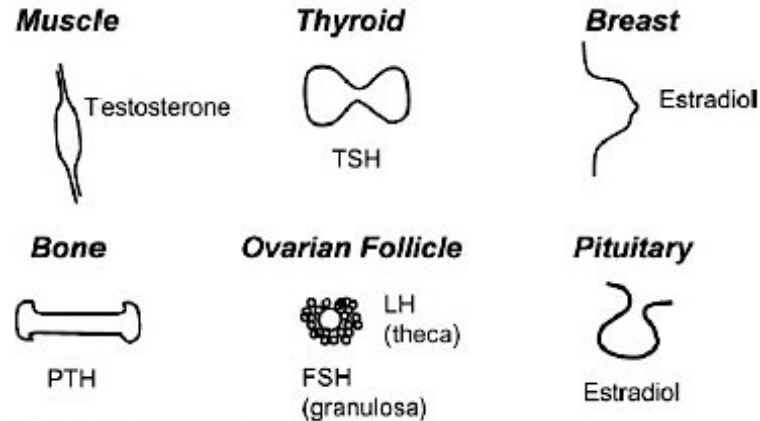 Muscle
Thyroid
Breast
Testosterone
TSH
Estradiol
Bone
Ovarian Follicle
Pituitary
PTH
LH
(theca)
FSH
(granulosa)
Estradiol